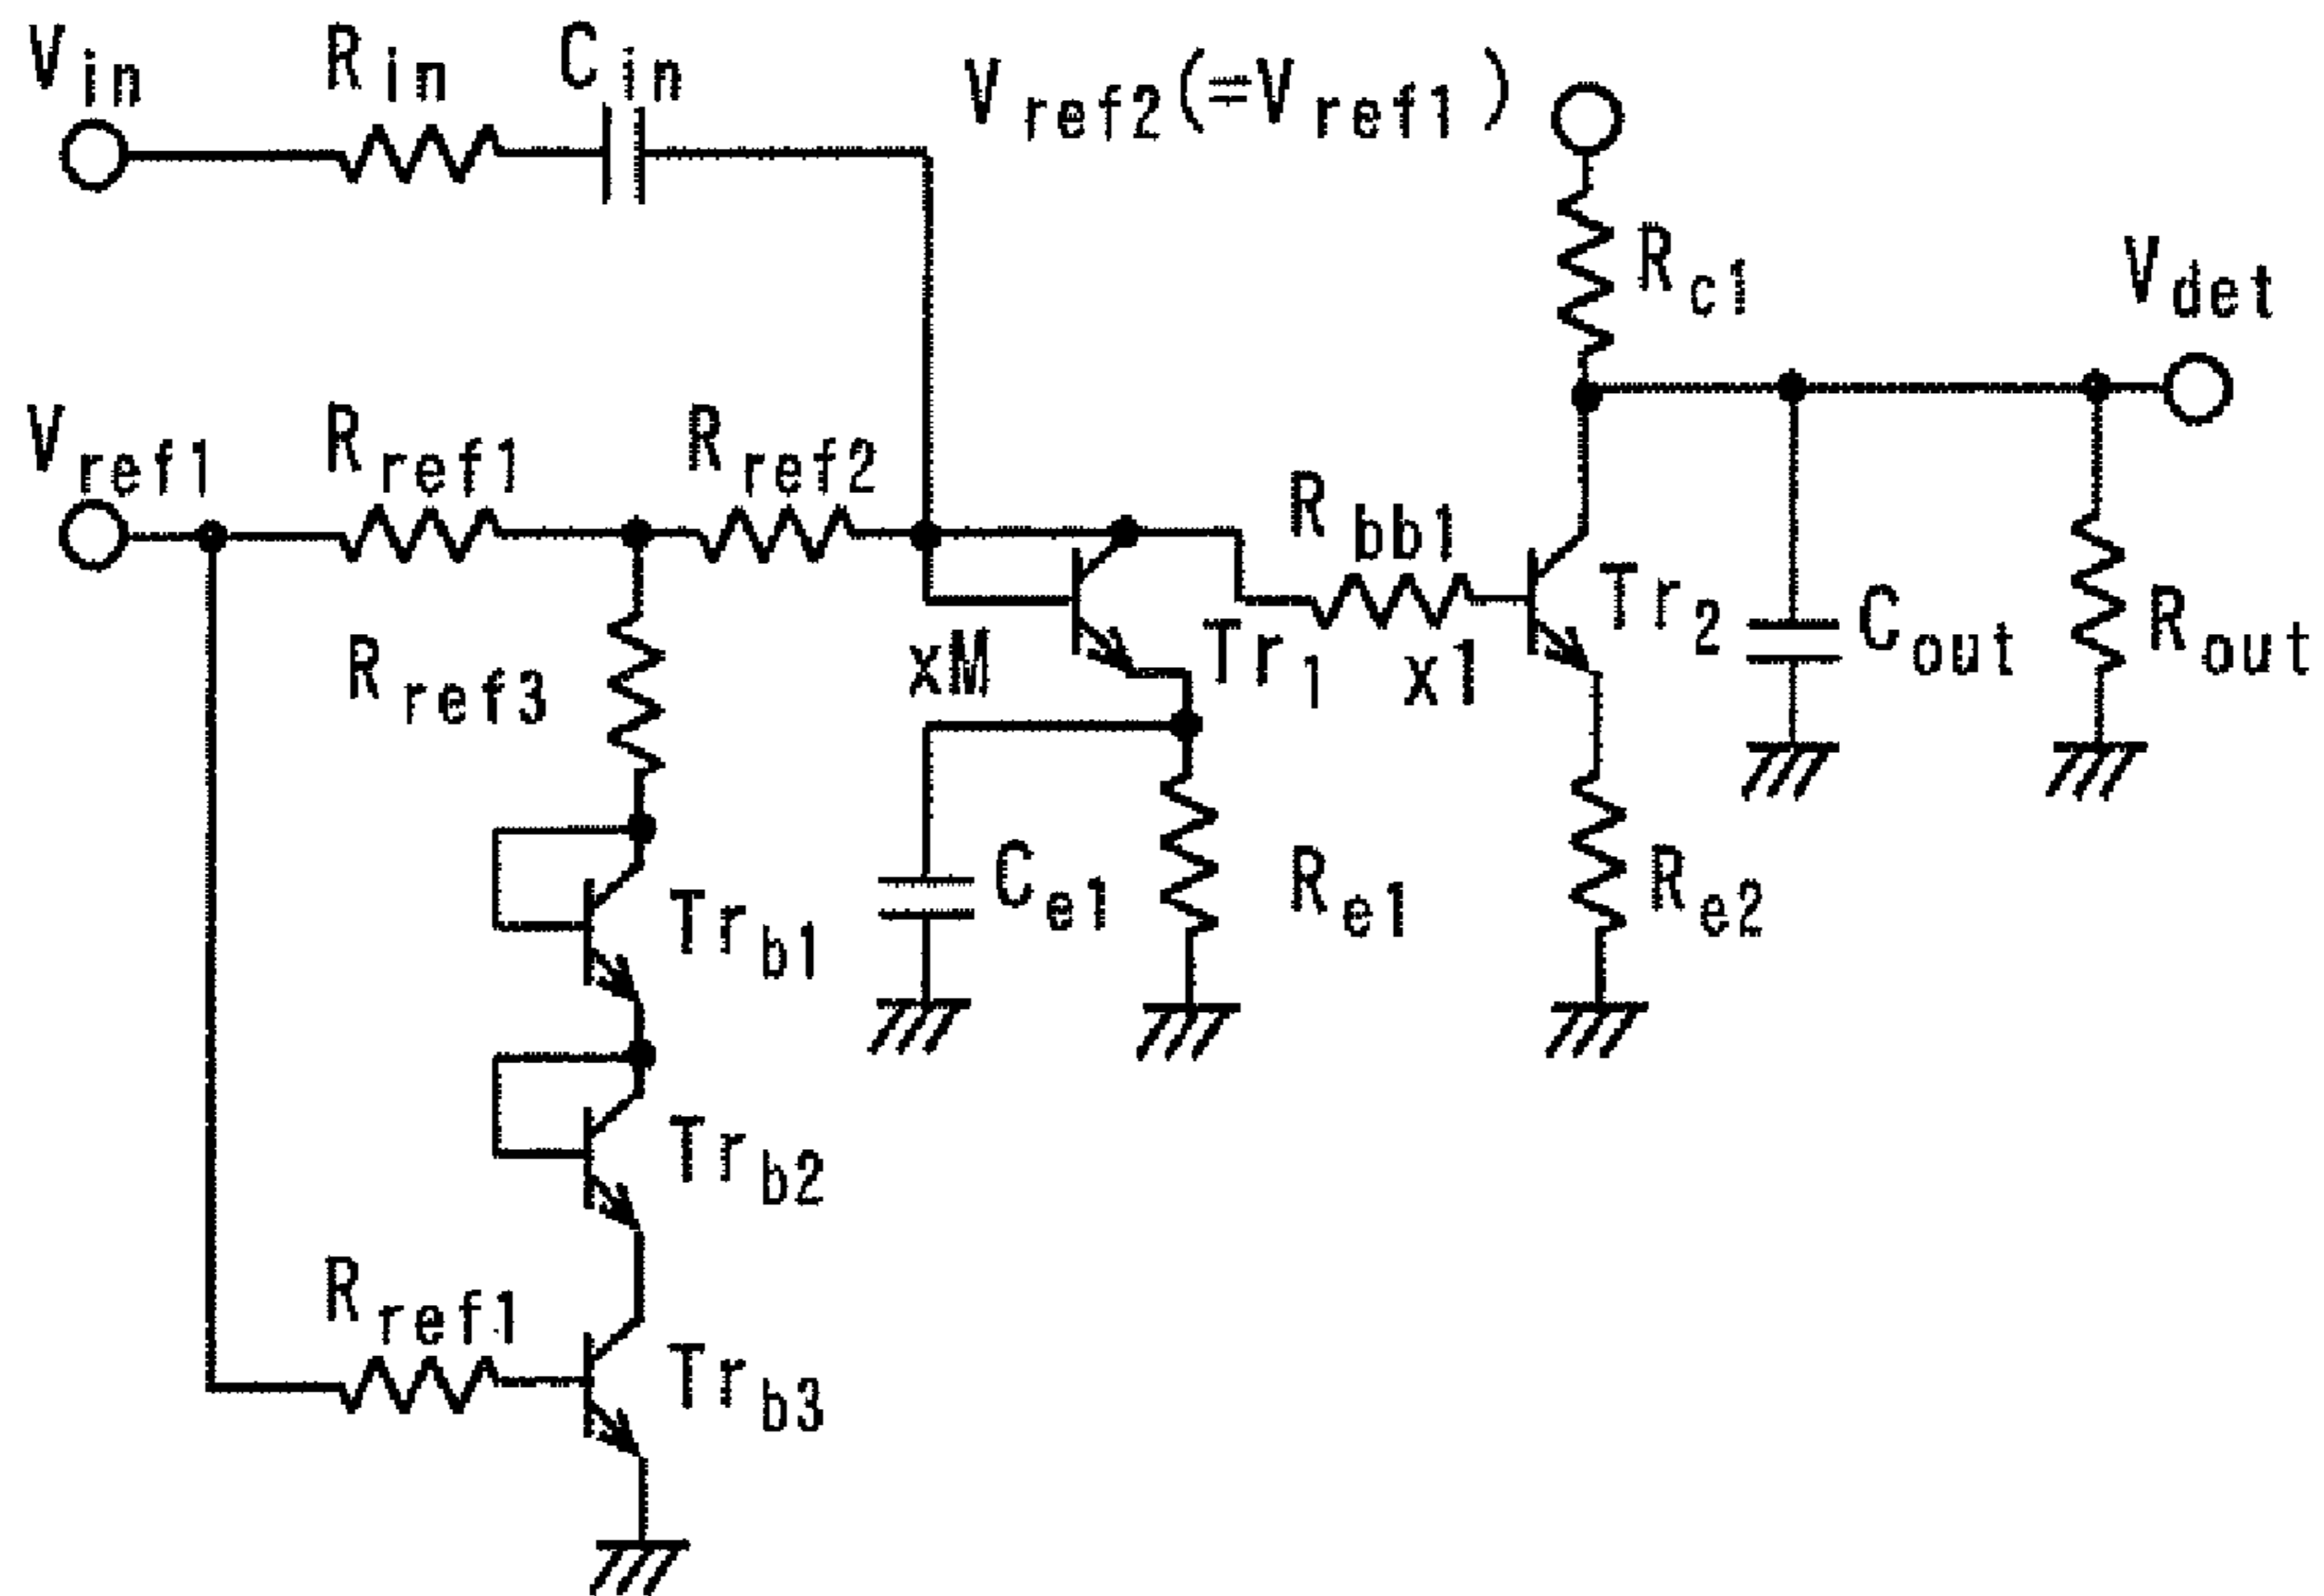 Vin
Rin
Cin
Vref2(=Vref1)
Rc1
Vdet
Vref1
Rref1
Rref2
Rbb1
Rref3
xM
Tr1
x1
Tr2
Cout
Rout
Trb1
Ce1
Re1
Re2
Trb2
Rref1
Trb3